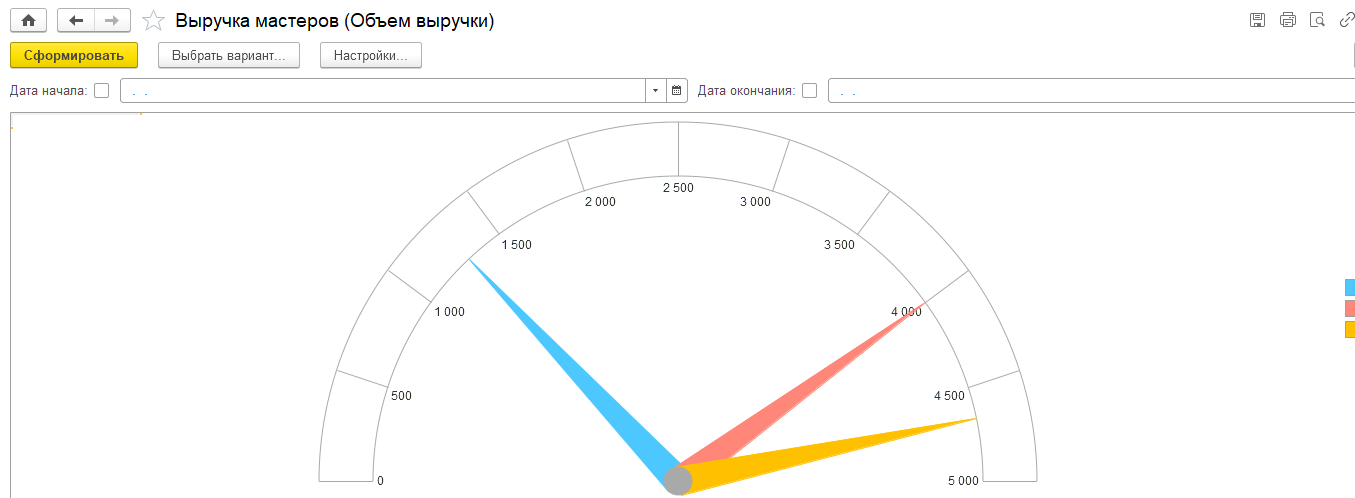 Выручка мастеров (Объем выручки)
Сформировать Выбрать вариант... Настройки...
Дата начала: . . Дата окончания: . .
2 500
2 000 3 000
1 500 3 500
1 000 4 000
500 4 500
0 5 000